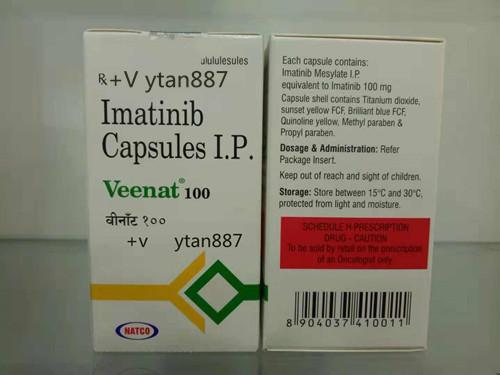 ulululesules
℞+V ytan887
Imatinib
Capsules I.P.
Veenat® 100
वीनॉट १००
+v ytan887
NATCO
Each capsule contains:
Imatinib Mesylate I.P.
equivalent to Imatinib 100 mg
Capsule shell contains Titanium dioxide,
sunset yellow FCF, Brilliant blue FCF,
Quinoline yellow, Methyl paraben &
Propyl paraben.
Dosage & Administration: Refer
Package Insert.
Keep out of reach and sight of children.
Storage: Store between 15°C and 30°C,
protected from light and moisture.
SCHEDULE H PRESCRIPTION
DRUG - CAUTION
To be sold by retail on the prescription
of an Oncologist only.
8 904037 410011